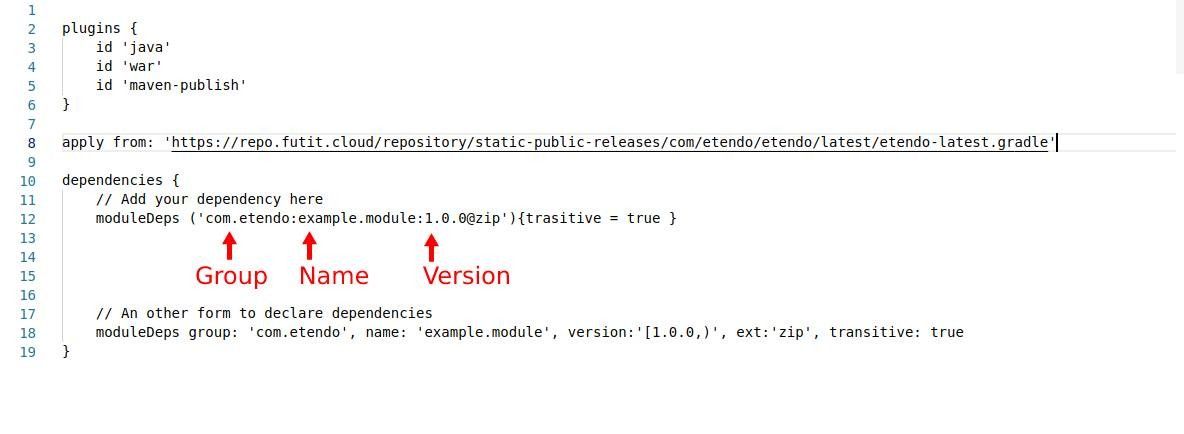 1
2 plugins {
3     id 'java'
4     id 'war'
5     id 'maven-publish'
6 }
7
8 apply from: 'https://repo.futit.cloud/repository/static-public-releases/com/etendo/etendo/latest/etendo-latest.gradle'
9
10 dependencies {
11     // Add your dependency here
12     moduleDeps ('com.etendo:example.module:1.0.0@zip'){trasitive = true }
13
14
Group Name Version
15
16
17     // An other form to declare dependencies
18     moduleDeps group: 'com.etendo', name: 'example.module', version:'[1.0.0,)', ext:'zip', transitive: true
19 }